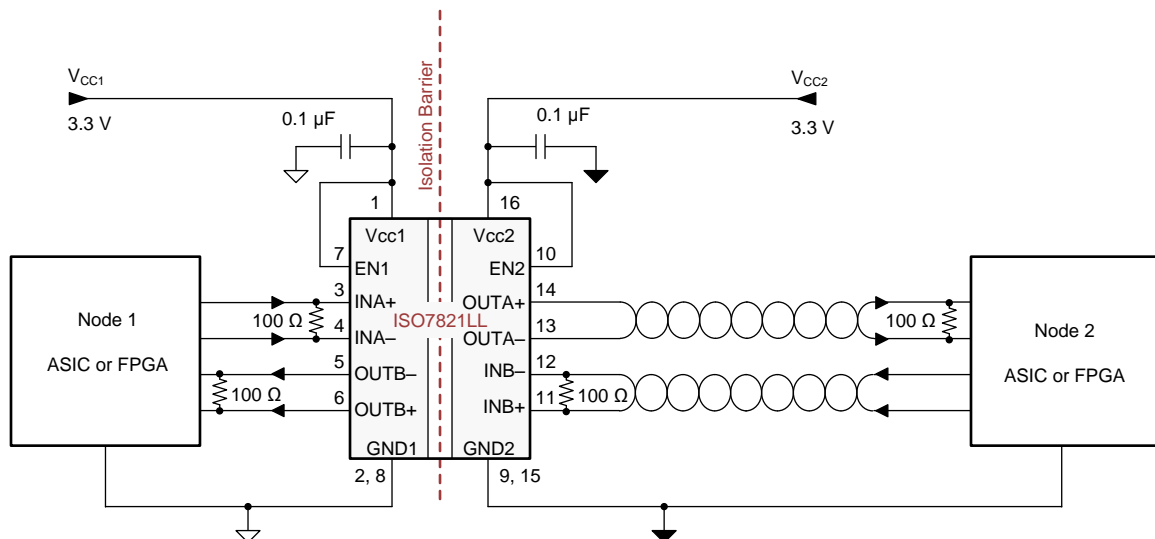 Isolation Barrier
V_CC1
3.3 V
0.1 µF
V_CC2
3.3 V
0.1 µF
1
16
Vcc1
Vcc2
7
EN1
10
EN2
3
INA+
4
INA–
5
OUTB–
6
OUTB+
GND1
2, 8
ISO7821LL
14
OUTA+
13
OUTA–
12
INB–
11
INB+
GND2
9, 15
100 Ω
100 Ω
100 Ω
100 Ω
Node 1
ASIC or FPGA
Node 2
ASIC or FPGA